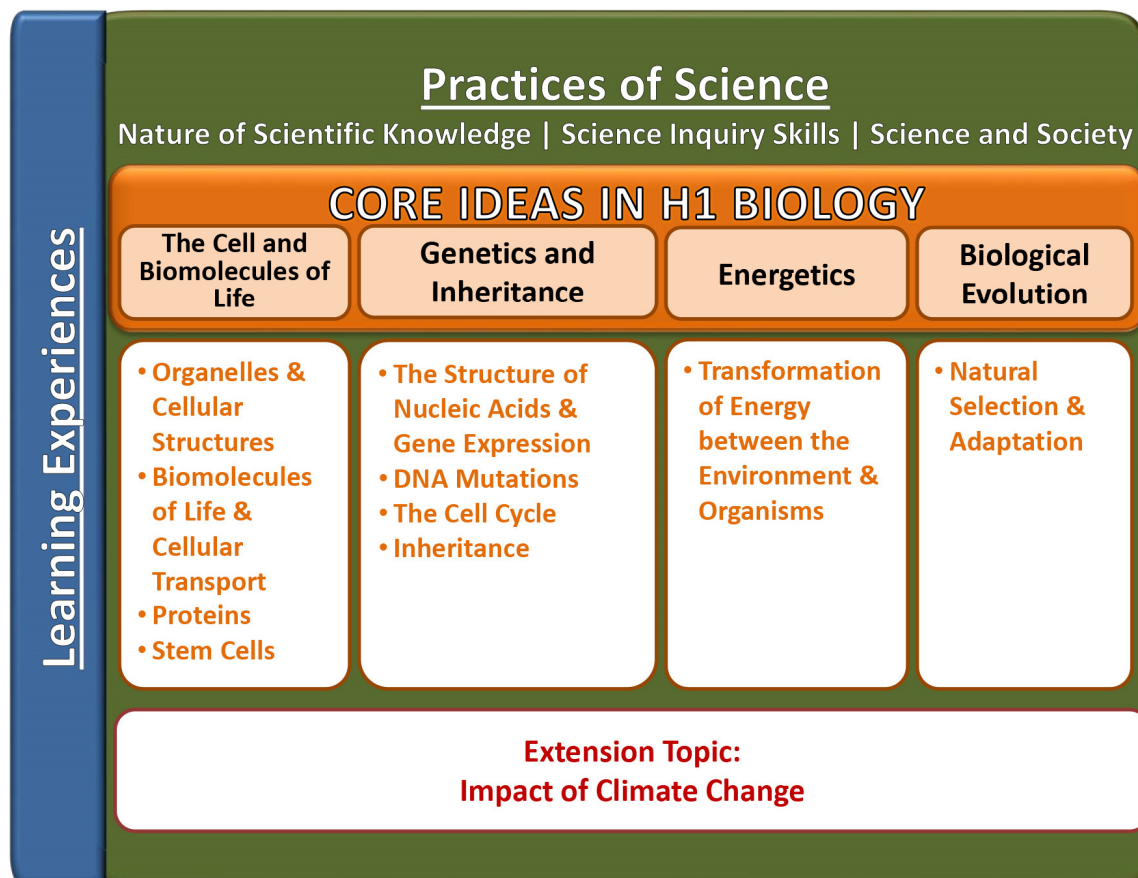 Learning Experiences
Practices of Science
Nature of Scientific Knowledge | Science Inquiry Skills | Science and Society
CORE IDEAS IN H1 BIOLOGY
The Cell and
Biomolecules of
Life
Genetics and
Inheritance
Energetics
Biological
Evolution
• Organelles &
Cellular
Structures
• Biomolecules
of Life &
Cellular
Transport
• Proteins
• Stem Cells
• The Structure of
Nucleic Acids &
Gene Expression
• DNA Mutations
• The Cell Cycle
• Inheritance
• Transformation
of Energy
between the
Environment &
Organisms
• Natural
Selection &
Adaptation
Extension Topic:
Impact of Climate Change